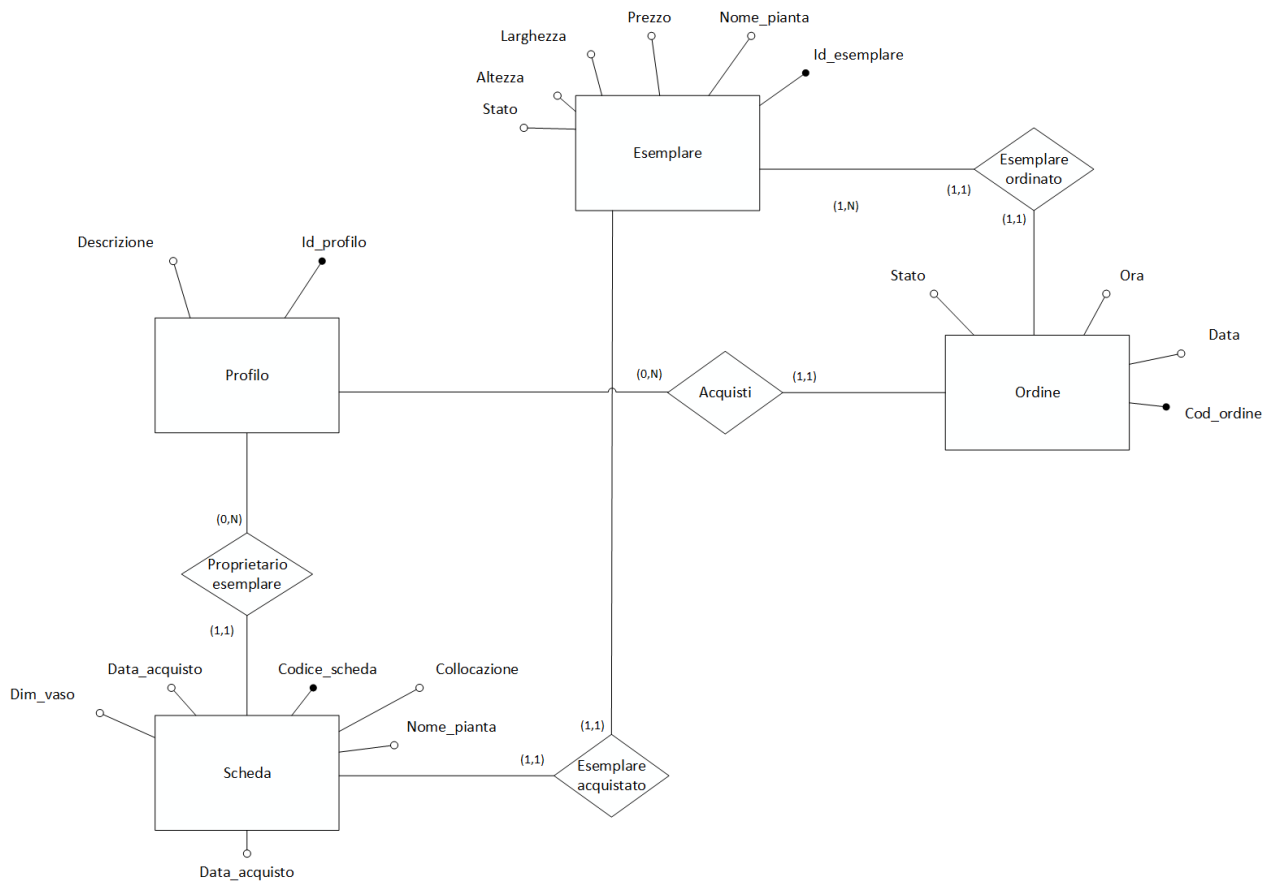 Prezzo
Nome_pianta
Larghezza
Id_esemplare
Altezza
Stato
Esemplare
Esemplare
ordinato
(1,1)
(1,N)
(1,1)
Descrizione
Id_profilo
Stato
Ora
Data
Profilo
(0,N)
Acquisti
(1,1)
Ordine
Cod_ordine
(0,N)
Proprietario
esemplare
(1,1)
Data_acquisto
Codice_scheda
Collocazione
Dim_vaso
Nome_pianta
(1,1)
(1,1)
Esemplare
acquistato
Scheda
Data_acquisto